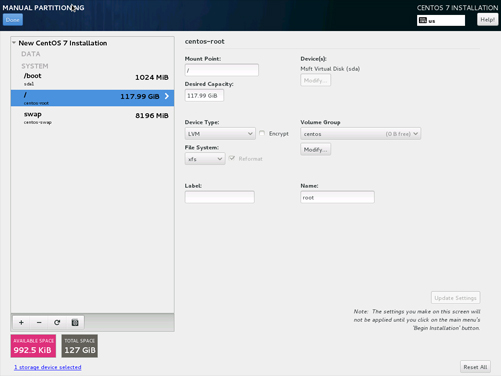 MANUAL PARTITIONING
CENTOS 7 INSTALLATION
Done
us
Help!
New CentOS 7 Installation
DATA
SYSTEM
/boot
1024 MiB
sda1
/
117.99 GiB
centos-root
swap
8196 MiB
centos-swap
centos-root
Mount Point:
/
Device(s):
Msft Virtual Disk (sda)
Modify...
Desired Capacity:
117.99 GiB
Device Type:
LVM
Encrypt
Volume Group
centos (0 B free)
Modify...
File System:
xfs
Reformat
Label:
Name:
root
Update Settings
Note: The settings you make on this screen will
not be applied until you click on the main menu's
'Begin Installation' button.
AVAILABLE SPACE
992.5 KiB
TOTAL SPACE
127 GiB
1 storage device selected
Reset All